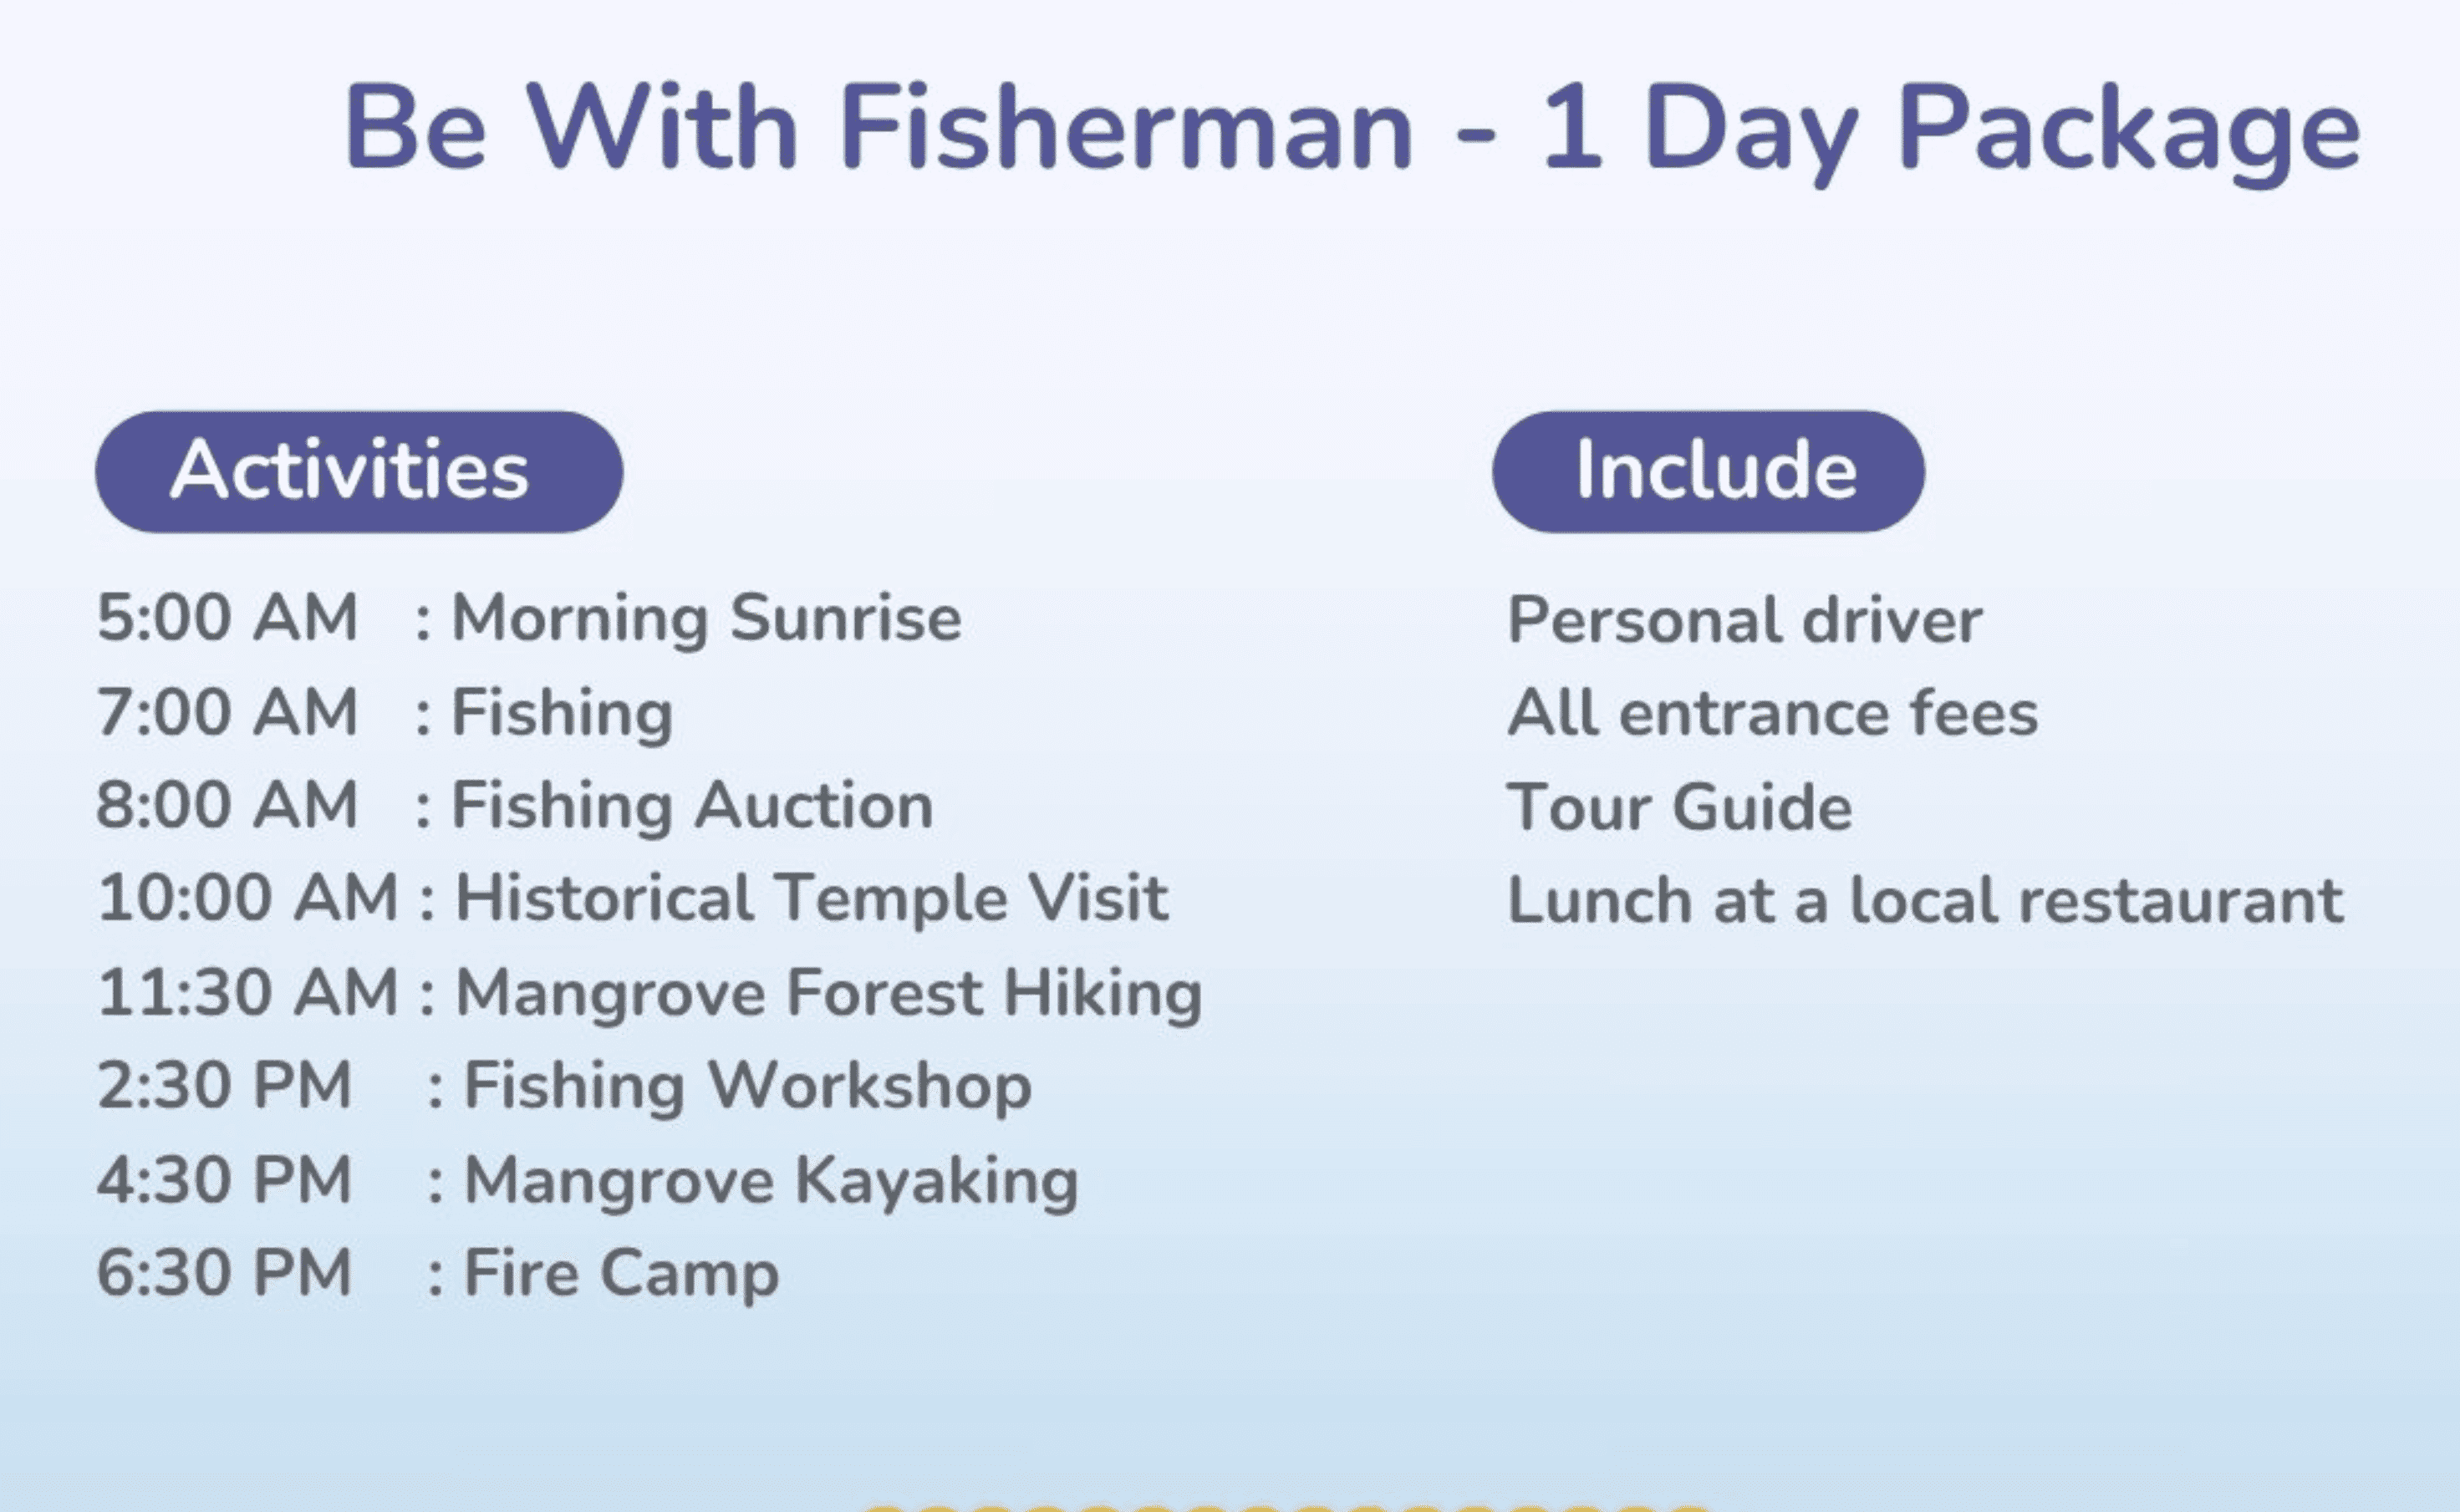 Be With Fisherman - 1 Day Package
Activities
5:00 AM : Morning Sunrise
7:00 AM : Fishing
8:00 AM : Fishing Auction
10:00 AM : Historical Temple Visit
11:30 AM : Mangrove Forest Hiking
2:30 PM : Fishing Workshop
4:30 PM : Mangrove Kayaking
6:30 PM : Fire Camp
Include
Personal driver
All entrance fees
Tour Guide
Lunch at a local restaurant